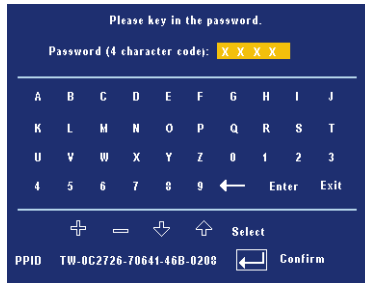 Please key in the password.
Password (4 character code): X X X X
A B C D E F G H I J
K L M N O P Q R S T
U V W X Y Z 0 1 2 3
4 5 6 7 8 9 ← Enter Exit
Select
PPID TW-0C2726-70641-46B-0208 Confirm